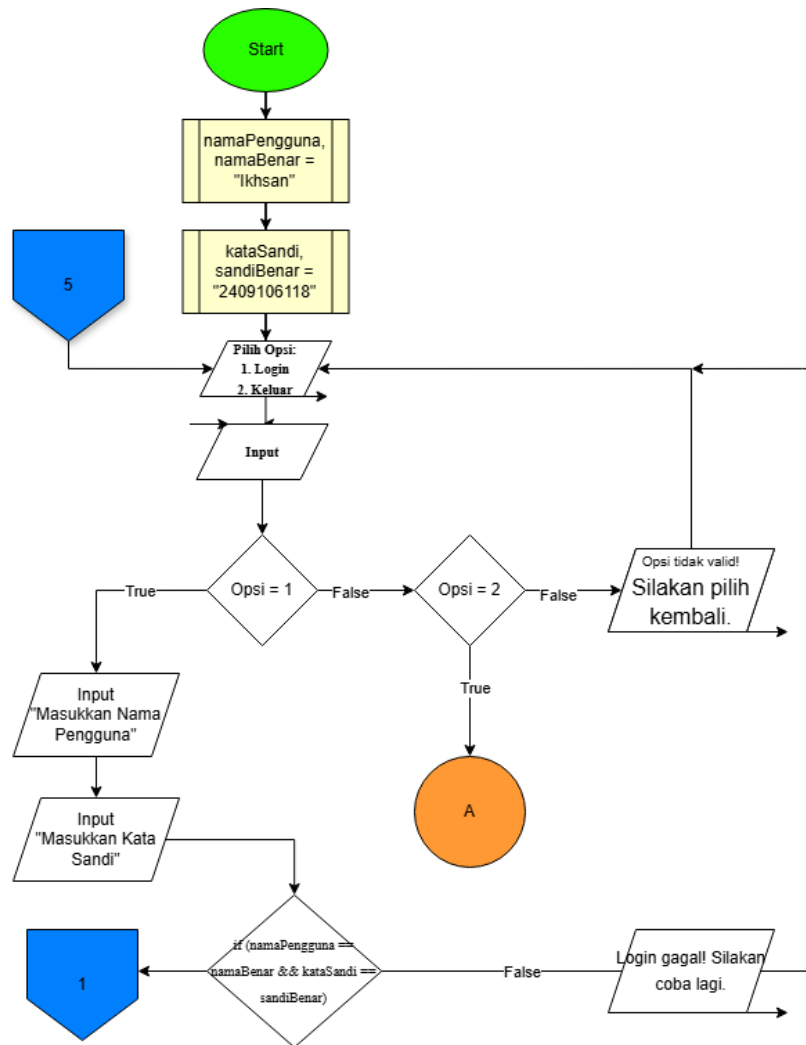 Start
namaPengguna,
namaBenar =
"Ikhsan"
kataSandi,
sandiBenar =
"2409106118"
5
Pilih Opsi:
1. Login
2. Keluar
Input
Opsi = 1
True
False
Opsi = 2
False
True
Opsi tidak valid!
Silakan pilih
kembali.
Input
"Masukkan Nama
Pengguna"
A
Input
"Masukkan Kata
Sandi"
if (namaPengguna ==
namaBenar && kataSandi ==
sandiBenar)
1
False
Login gagal! Silakan
coba lagi.